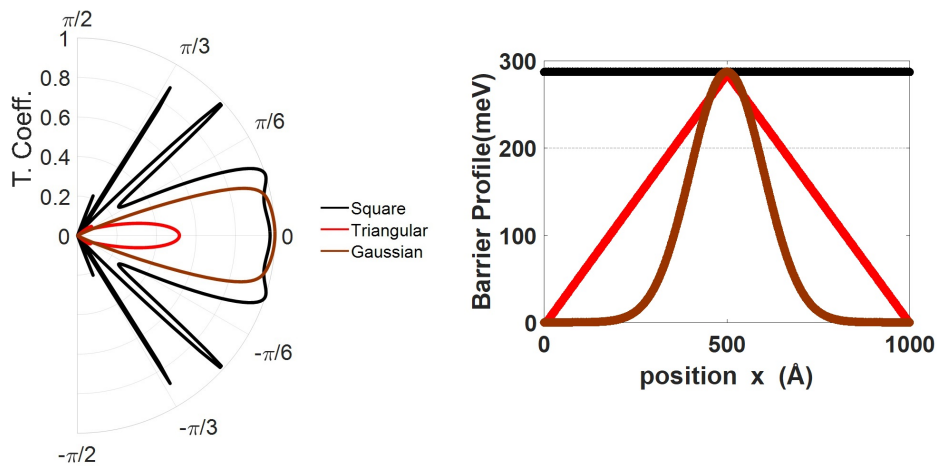 π/2
1
π/3
0.8
T. Coeff.
0.6
π/6
0.4
0.2
0
0
Square
Triangular
Gaussian
-π/6
-π/3
-π/2
300
200
100
0
Barrier Profile(meV)
0
500
1000
position x (Å)